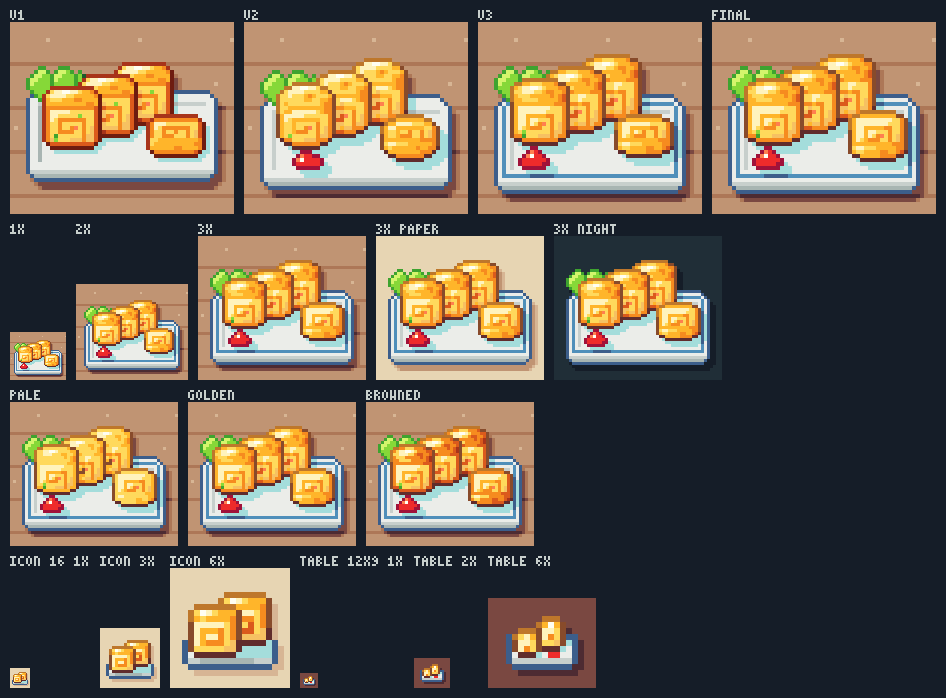 V1 V2 V3 FINAL
1X 2X 3X 3X PAPER 3X NIGHT
PALE GOLDEN BROWNED
ICON 16 1X ICON 3X ICON 6X TABLE 12X9 1X TABLE 2X TABLE 6X